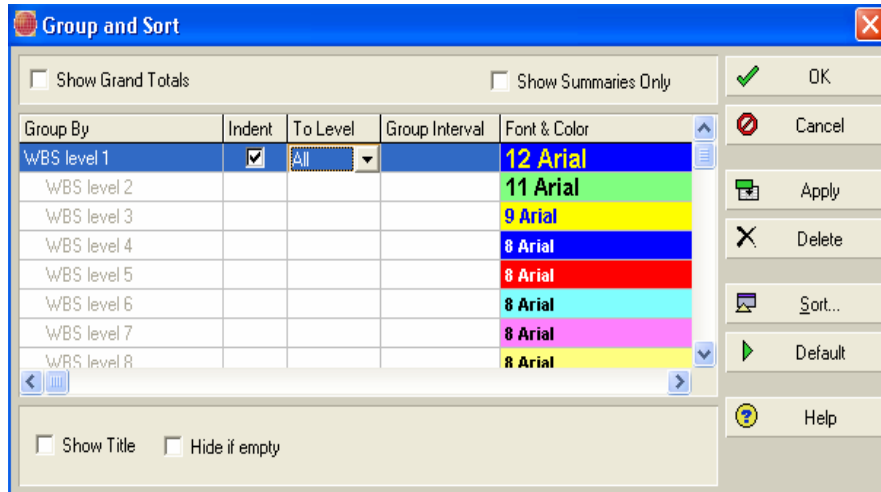 Group and Sort
Show Grand Totals
Show Summaries Only
Group By Indent To Level Group Interval Font & Color
WBS level 1 All 12 Arial
WBS level 2 11 Arial
WBS level 3 9 Arial
WBS level 4 8 Arial
WBS level 5 8 Arial
WBS level 6 8 Arial
WBS level 7 8 Arial
WBS level 8 8 Arial
Show Title Hide if empty
OK
Cancel
Apply
Delete
Sort...
Default
Help